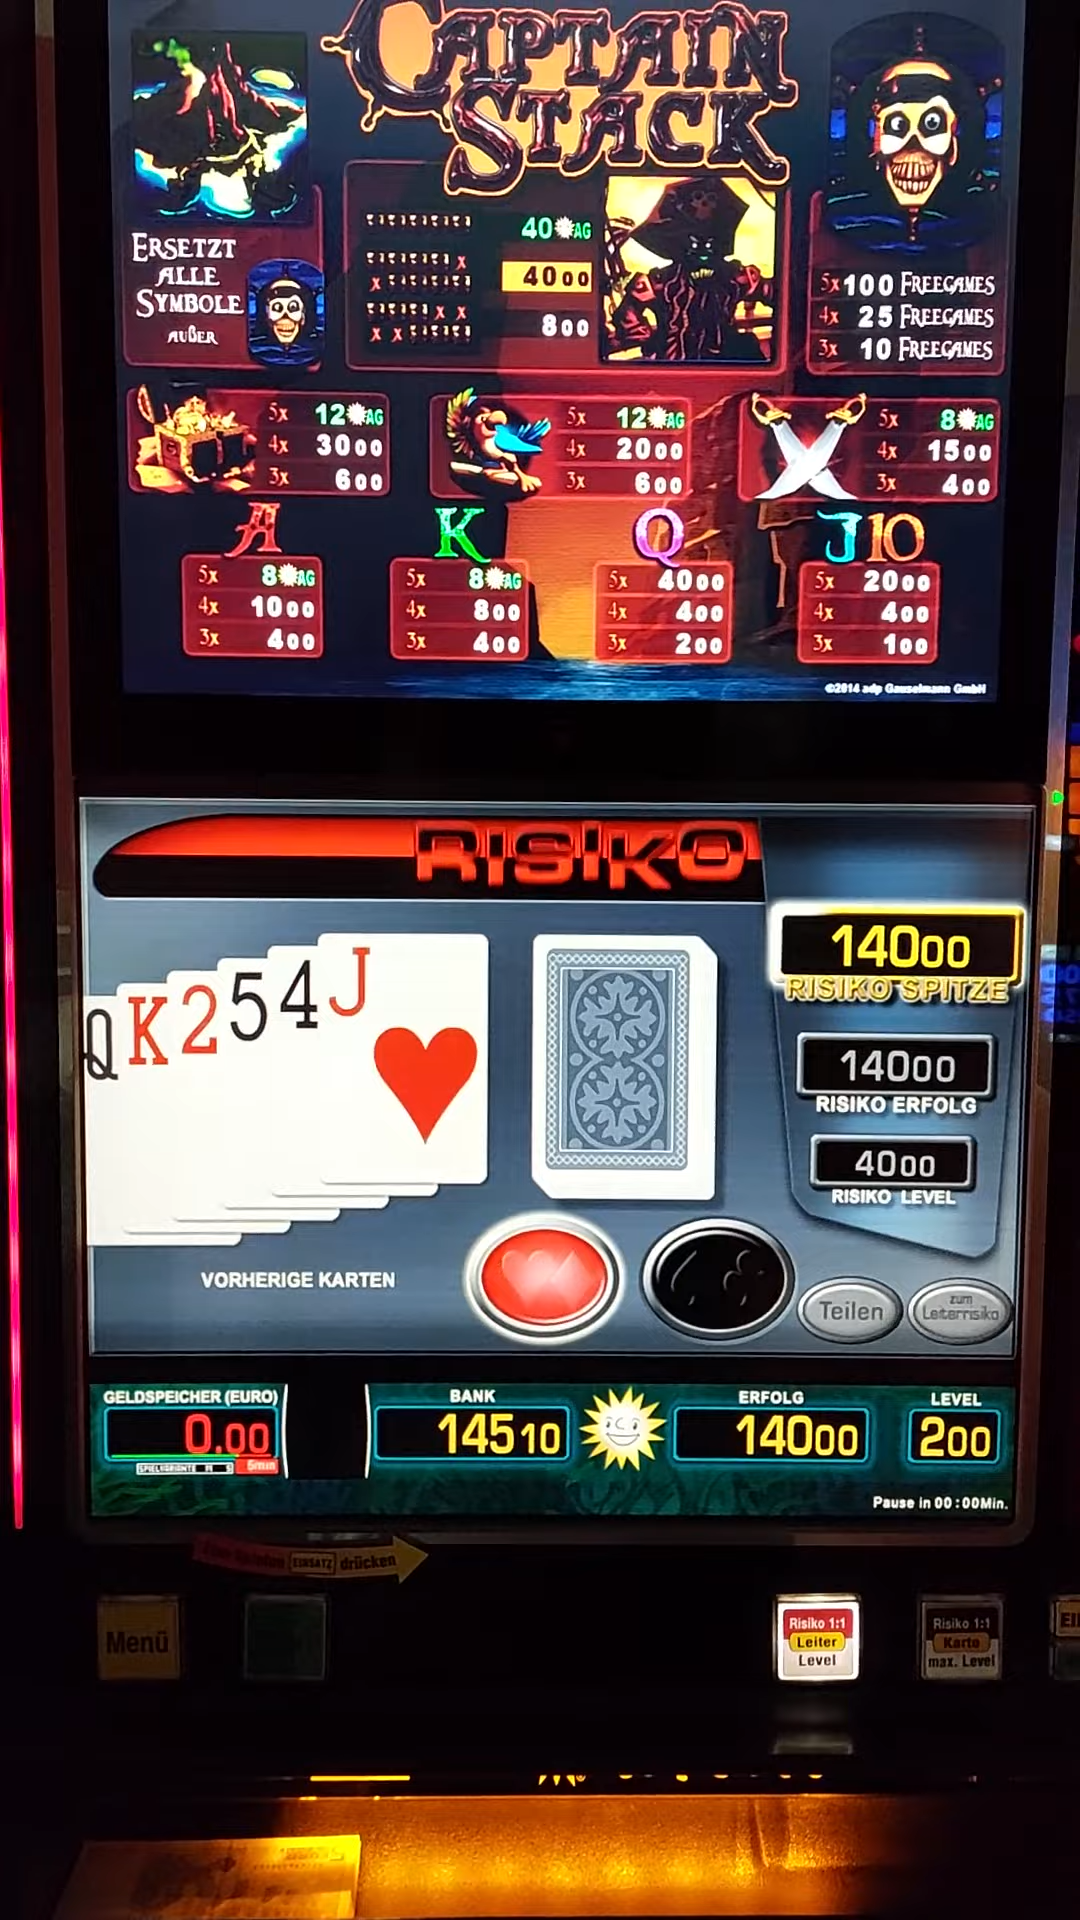 CAPTAIN
STACK
ERSETZT
ALLE
SYMBOLE
AUßER
40 AG
4000
800
5x 100 FREEGAMES
4x 25 FREEGAMES
3x 10 FREEGAMES
5x 12 AG
4x 3000
3x 600
5x 12 AG
4x 2000
3x 600
5x 8 AG
4x 1500
3x 400
A
5x 8 AG
4x 1000
3x 400
K
5x 8 AG
4x 800
3x 400
Q
5x 4000
4x 400
3x 200
J 10
5x 2000
4x 400
3x 100
©2014 adp Gauselmann GmbH
RISIKO
Q K 2 5 4 J
14000
RISIKO SPITZE
14000
RISIKO ERFOLG
4000
RISIKO LEVEL
VORHERIGE KARTEN
Teilen
zum
Leiterrisiko
GELDSPEICHER (EURO)
0.00
5min
BANK
14510
ERFOLG
14000
LEVEL
200
Pause in 00:00Min.
EINSATZ drücken
Menü
Risiko 1:1
Leiter
Level
Risiko 1:1
Karte
max. Level